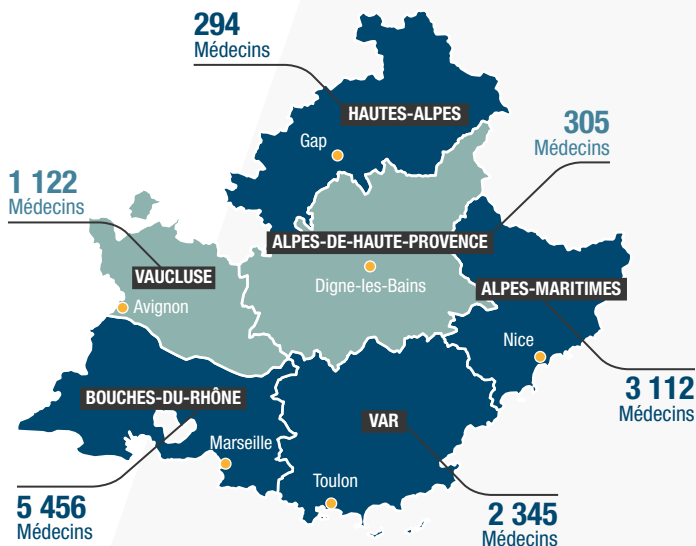 294
Médecins
HAUTES-ALPES
Gap
305
Médecins
1 122
Médecins
ALPES-DE-HAUTE-PROVENCE
VAUCLUSE
Digne-les-Bains
ALPES-MARITIMES
Avignon
Nice
3 112
Médecins
BOUCHES-DU-RHÔNE
VAR
Marseille
Toulon
5 456
Médecins
2 345
Médecins